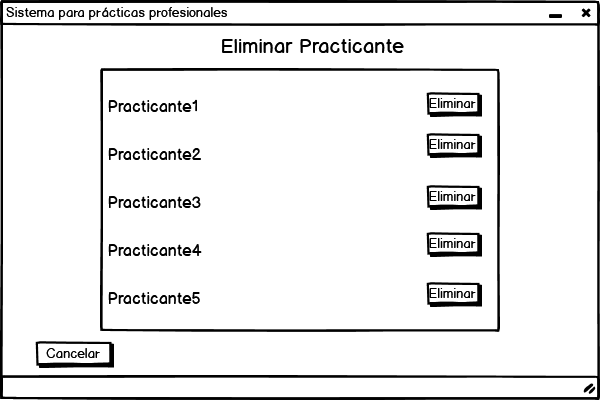 Sistema para prácticas profesionales
Eliminar Practicante
Practicante1 Eliminar
Practicante2 Eliminar
Practicante3 Eliminar
Practicante4 Eliminar
Practicante5 Eliminar
Cancelar